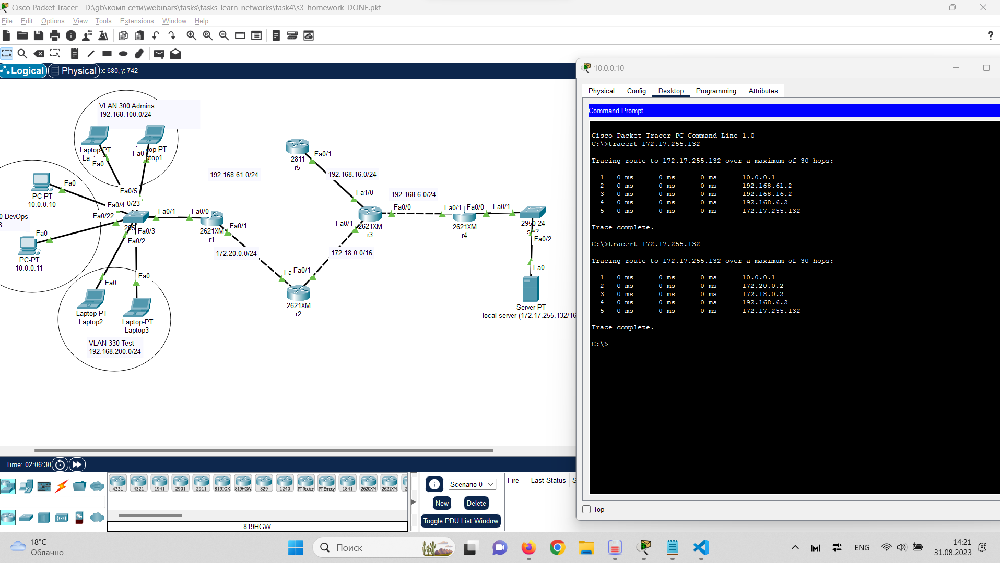 Cisco Packet Tracer - D:\gb\комп сети\webinars\tasks\tasks_learn_networks\task4\s3_homework_DONE.pkt
File Edit Options View Tools Extensions Window Help
Logical Physical x: 680, y: 742
VLAN 300 Admins
192.168.100.0/24
Laptop-PT
Fa0
Fa0
Laptop1
Fa0/5
Fa0
PC-PT
10.0.0.10
Fa0/4
0/23
0 DevOps
Fa0/22
Fa0/1
Fa0/0
Fa0
Fa0/3
Fa0/2
PC-PT
10.0.0.11
2621XM
r1
Fa0/1
192.168.61.0/24
2811
r5
Fa0/1
192.168.16.0/24
Fa1/0
192.168.6.0/24
Fa0/0
Fa0/1
Fa0/0
Fa0/1
Fa0/1
2621XM
r3
2621XM
r4
2950-24
sw2
Fa0/2
172.20.0.0/24
172.18.0.0/16
Fa
Fa0/1
2621XM
r2
Fa0
Server-PT
local server (172.17.255.132/16
Fa0
Fa0
Laptop-PT
Laptop2
Laptop-PT
Laptop3
VLAN 330 Test
192.168.200.0/24
10.0.0.10
Physical Config Desktop Programming Attributes
Command Prompt
Cisco Packet Tracer PC Command Line 1.0
C:\>tracert 172.17.255.132
Tracing route to 172.17.255.132 over a maximum of 30 hops:
1 0 ms 0 ms 0 ms 10.0.0.1
2 0 ms 0 ms 0 ms 192.168.61.2
3 0 ms 0 ms 0 ms 192.168.16.2
4 0 ms 0 ms 0 ms 192.168.6.2
5 0 ms 0 ms 0 ms 172.17.255.132
Trace complete.
C:\>tracert 172.17.255.132
Tracing route to 172.17.255.132 over a maximum of 30 hops:
1 0 ms 0 ms 0 ms 10.0.0.1
2 0 ms 0 ms 0 ms 172.20.0.2
3 0 ms 0 ms 0 ms 172.18.0.2
4 0 ms 0 ms 0 ms 192.168.6.2
5 0 ms 0 ms 0 ms 172.17.255.132
Trace complete.
C:\>
Top
Time: 02:06:30
4331 4321 1941 2901 2911 819IOX 819HGW 829 1240 PT-Router PT-Empty 1841 2620XM 2621XM 2
819HGW
Scenario 0
New Delete
Toggle PDU List Window
Fire Last Status S
18°C
Облачно
Поиск
ENG
14:21
31.08.2023